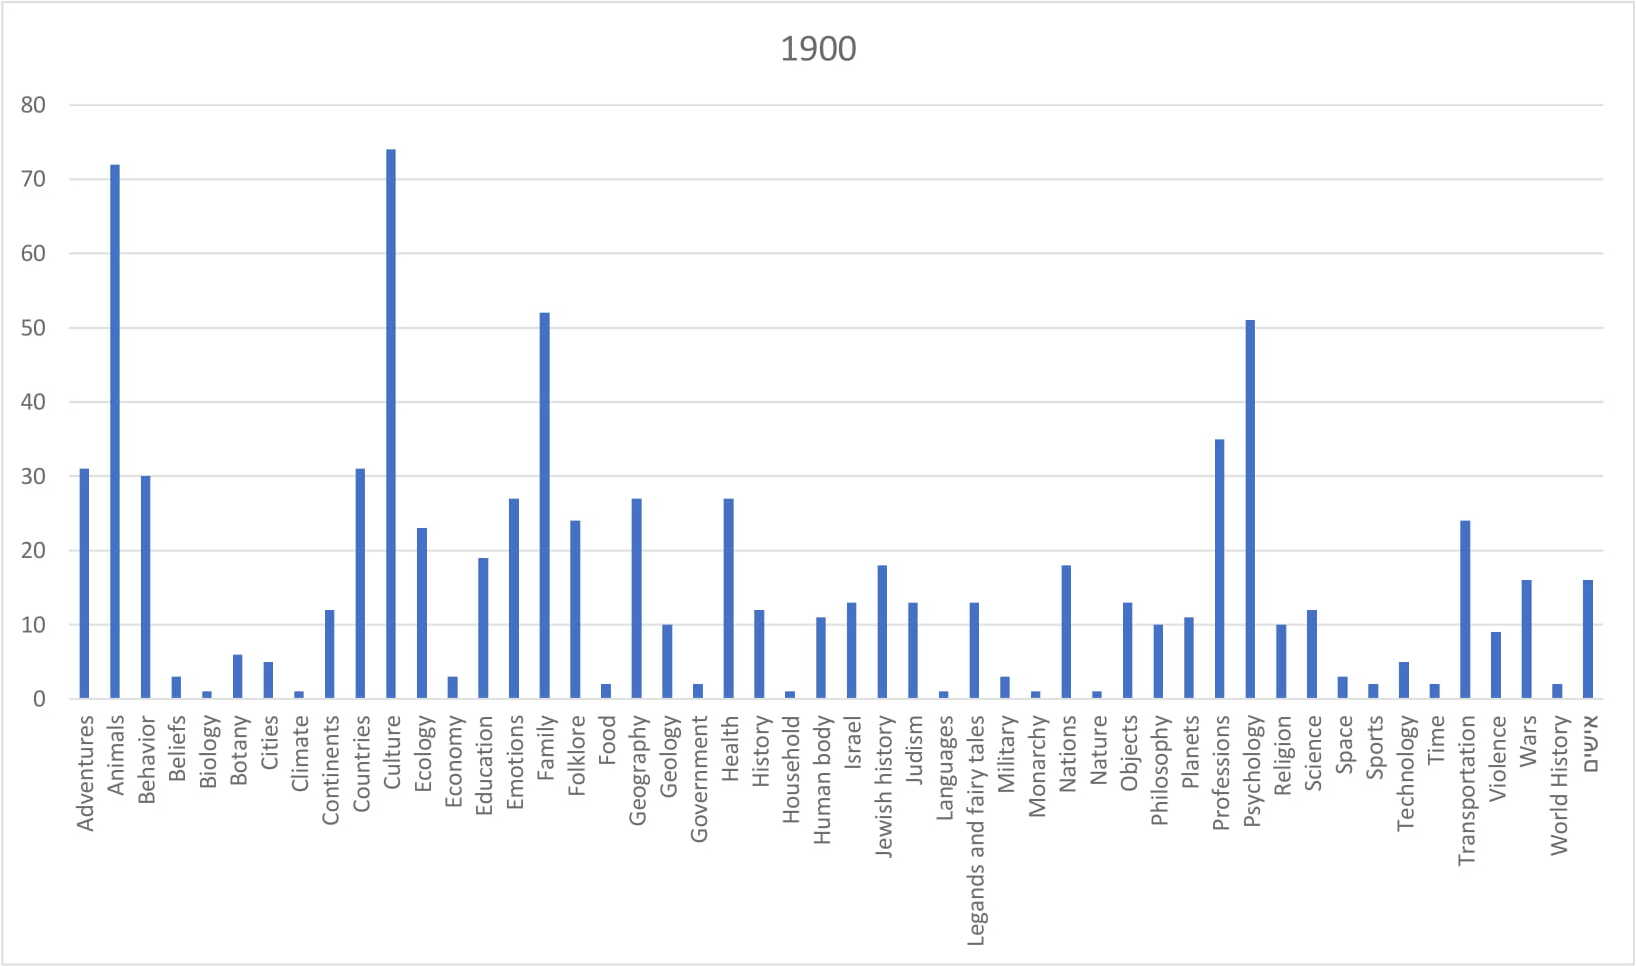 1900
80
70
60
50
40
30
20
10
0
Adventures
Animals
Behavior
Beliefs
Biology
Botany
Cities
Climate
Continents
Countries
Culture
Ecology
Economy
Education
Emotions
Family
Folklore
Food
Geography
Geology
Government
Health
History
Household
Human body
Israel
Jewish history
Judism
Languages
Legands and fairy tales
Military
Monarchy
Nations
Nature
Objects
Philosophy
Planets
Professions
Psychology
Religion
Science
Space
Sports
Technology
Time
Transportation
Violence
Wars
World History
אישים